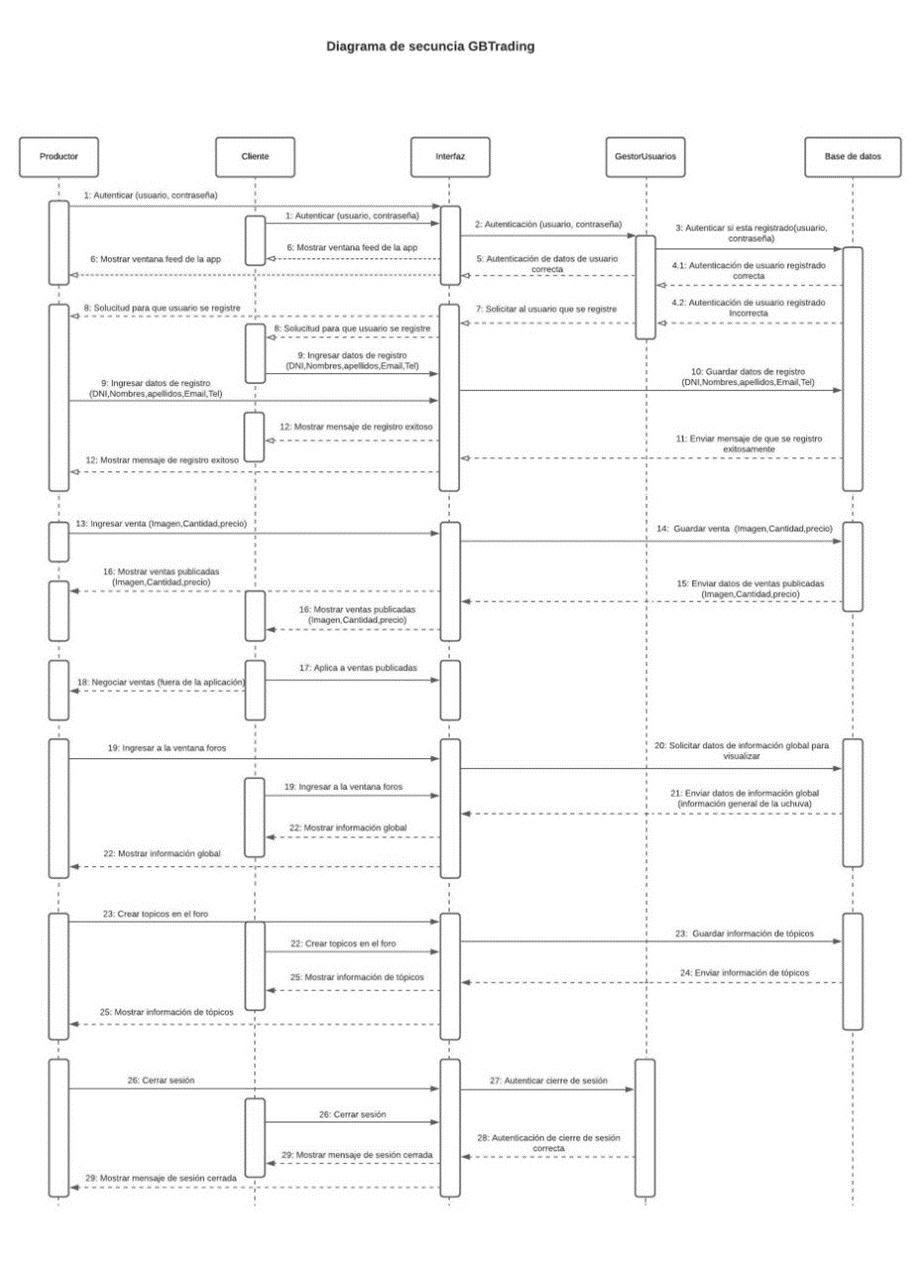 Diagrama de secuncia GBTrading
Productor
Cliente
Interfaz
GestorUsuarios
Base de datos
1: Autenticar (usuario, contraseña)
1: Autenticar (usuario, contraseña)
2: Autenticación (usuario, contraseña)
3: Autenticar si esta registrado(usuario,
contraseña)
6: Mostrar ventana feed de la app
6: Mostrar ventana feed de la app
5: Autenticación de datos de usuario
correcta
4.1: Autenticación de usuario registrado
correcta
4.2: Autenticación de usuario registrado
Incorrecta
8: Solucitud para que usuario se registre
7: Solicitar al usuario que se registre
8: Solucitud para que usuario se registre
9: Ingresar datos de registro
(DNI,Nombres,apellidos,Email,Tel)
9: Ingresar datos de registro
(DNI,Nombres,apellidos,Email,Tel)
10: Guardar datos de registro
(DNI,Nombres,apellidos,Email,Tel)
12: Mostrar mensaje de registro exitoso
11: Enviar mensaje de que se registro
exitosamente
12: Mostrar mensaje de registro exitoso
13: Ingresar venta (Imagen,Cantidad,precio)
14: Guardar venta (Imagen,Cantidad,precio)
16: Mostrar ventas publicadas
(Imagen,Cantidad,precio)
15: Enviar datos de ventas publicadas
(Imagen,Cantidad,precio)
16: Mostrar ventas publicadas
(Imagen,Cantidad,precio)
17: Aplica a ventas publicadas
18: Negociar ventas (fuera de la aplicación)
19: Ingresar a la ventana foros
20: Solicitar datos de información global para
visualizar
19: Ingresar a la ventana foros
21: Enviar datos de información global
(información general de la uchuva)
22: Mostrar información global
22: Mostrar información global
23: Crear topicos en el foro
23: Guardar información de tópicos
22: Crear topicos en el foro
24: Enviar información de tópicos
25: Mostrar información de tópicos
25: Mostrar información de tópicos
26: Cerrar sesión
27: Autenticar cierre de sesión
26: Cerrar sesión
28: Autenticación de cierre de sesión
correcta
29: Mostrar mensaje de sesión cerrada
29: Mostrar mensaje de sesión cerrada